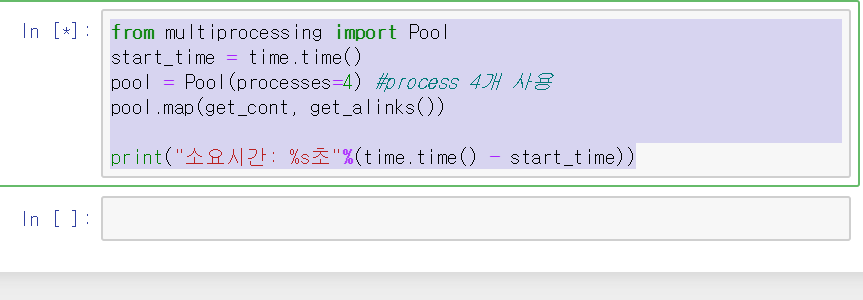 In [*]: from multiprocessing import Pool
start_time = time.time()
pool = Pool(processes=4) #process 4개 사용
pool.map(get_cont, get_alinks())
print("소요시간: %s초"%(time.time() - start_time))
In [ ]: